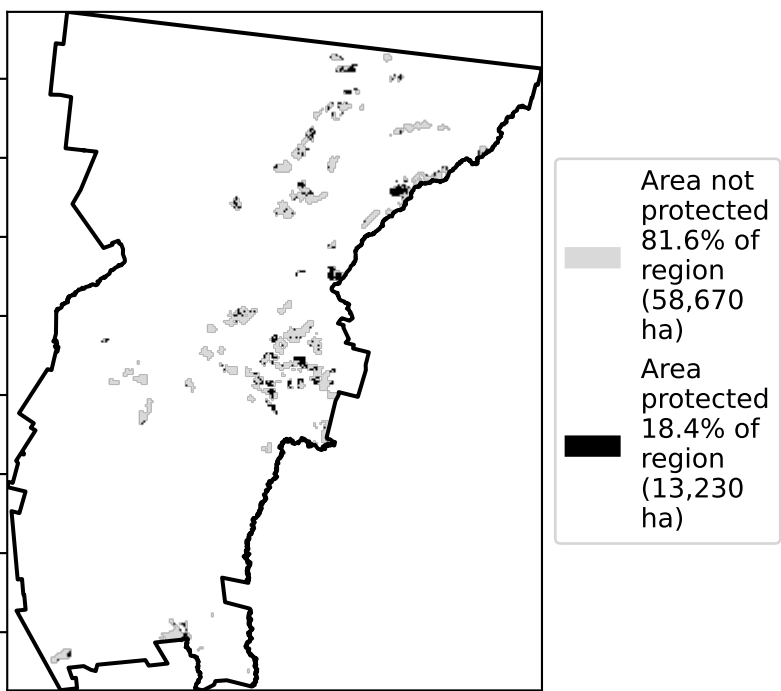 Area not
protected
81.6% of
region
(58,670
ha)
Area
protected
18.4% of
region
(13,230
ha)